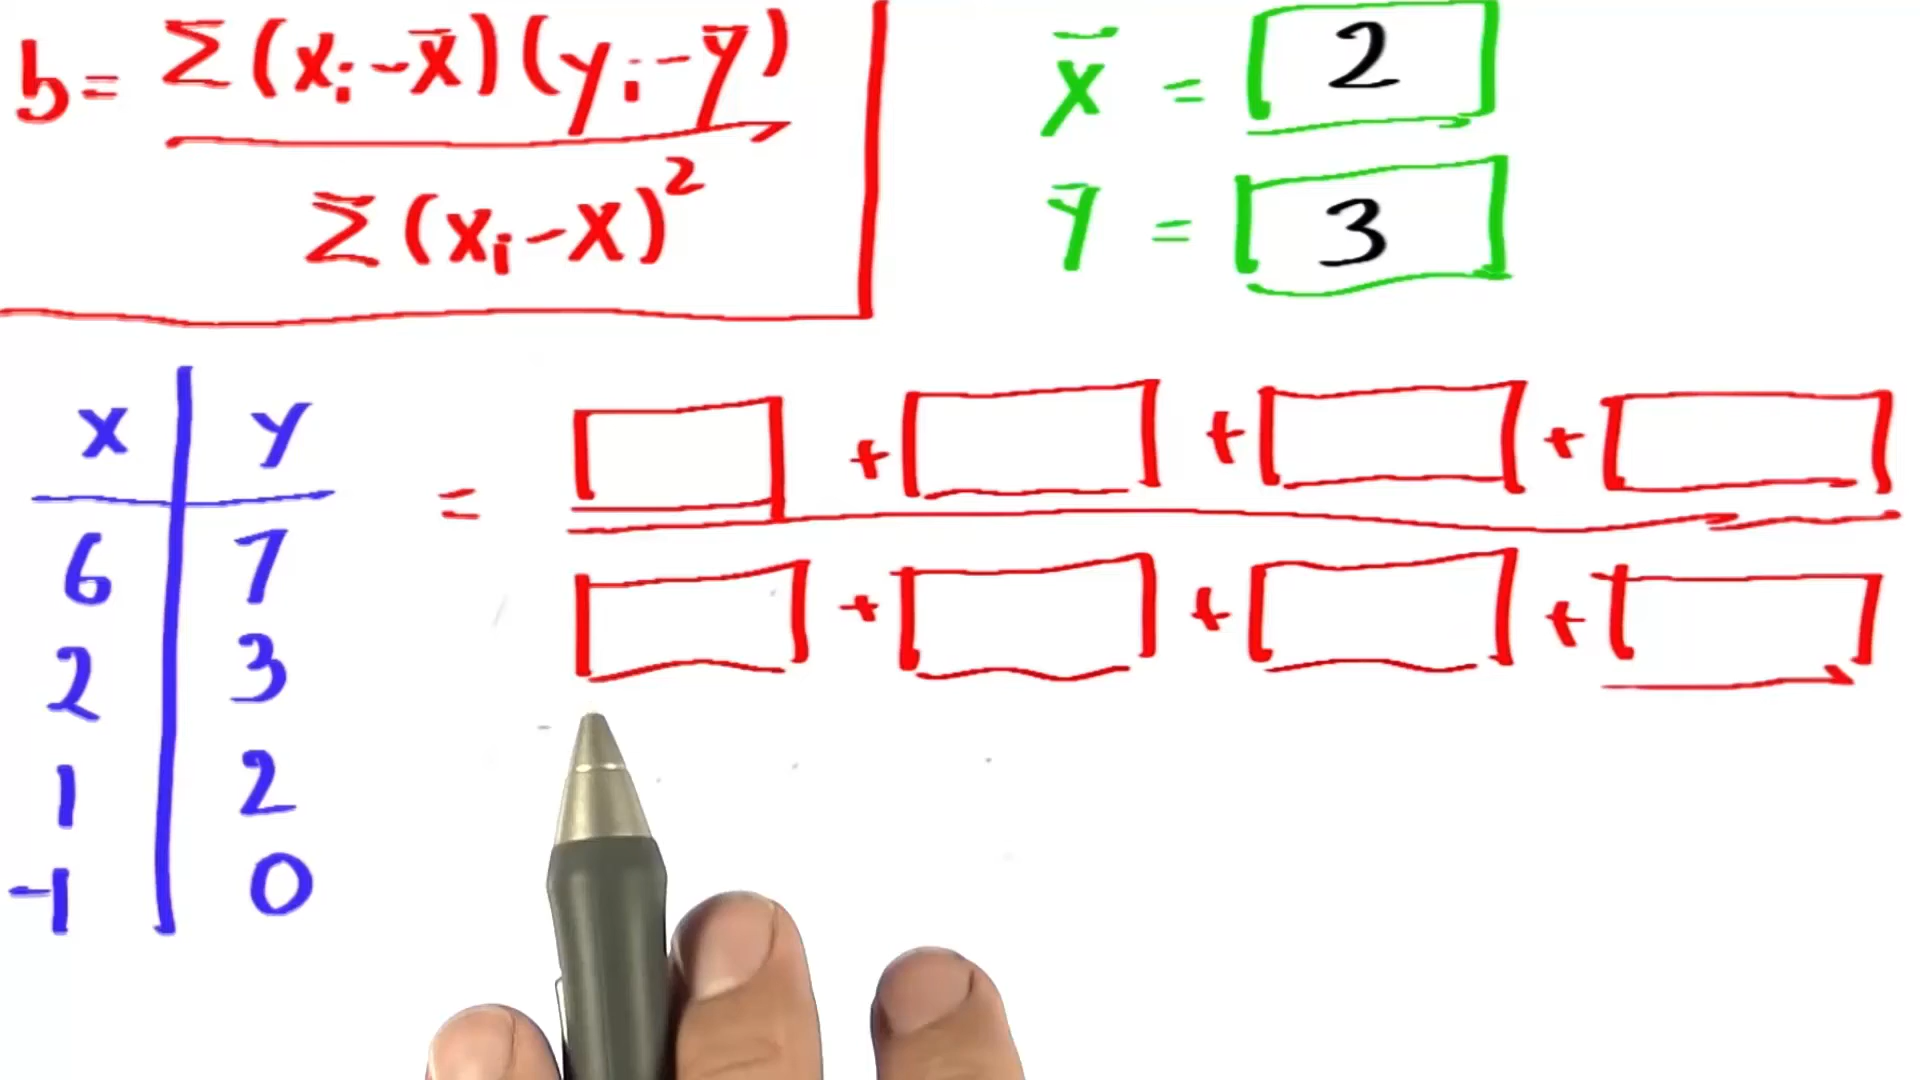 b = Σ(xᵢ - x̄)(yᵢ - ȳ)
Σ(xᵢ - x)²
x̄ = 2
ȳ = 3
x y
6 7
2 3
1 2
-1 0
= + + +
+ + +